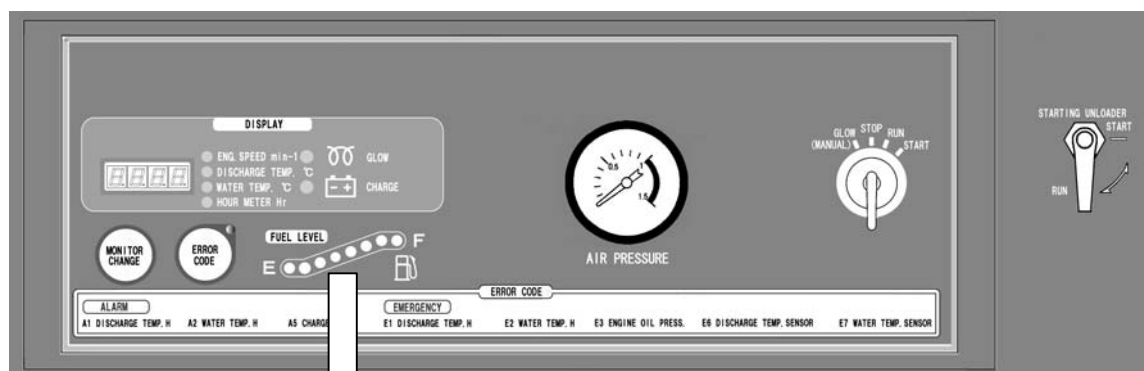 DISPLAY
8888
ENG. SPEED min-1
GLOW
DISCHARGE TEMP. ℃
WATER TEMP. ℃
CHARGE
HOUR METER Hr
MONITOR
CHANGE
ERROR
CODE
FUEL LEVEL
E
F
0.5
1
1.5
AIR PRESSURE
GLOW
(MANUAL)
STOP
RUN
START
STARTING UNLOADER
START
RUN
ERROR CODE
ALARM
A1 DISCHARGE TEMP. H
A2 WATER TEMP. H
A5 CHARGE
EMERGENCY
E1 DISCHARGE TEMP. H
E2 WATER TEMP. H
E3 ENGINE OIL PRESS.
E6 DISCHARGE TEMP. SENSOR
E7 WATER TEMP. SENSOR